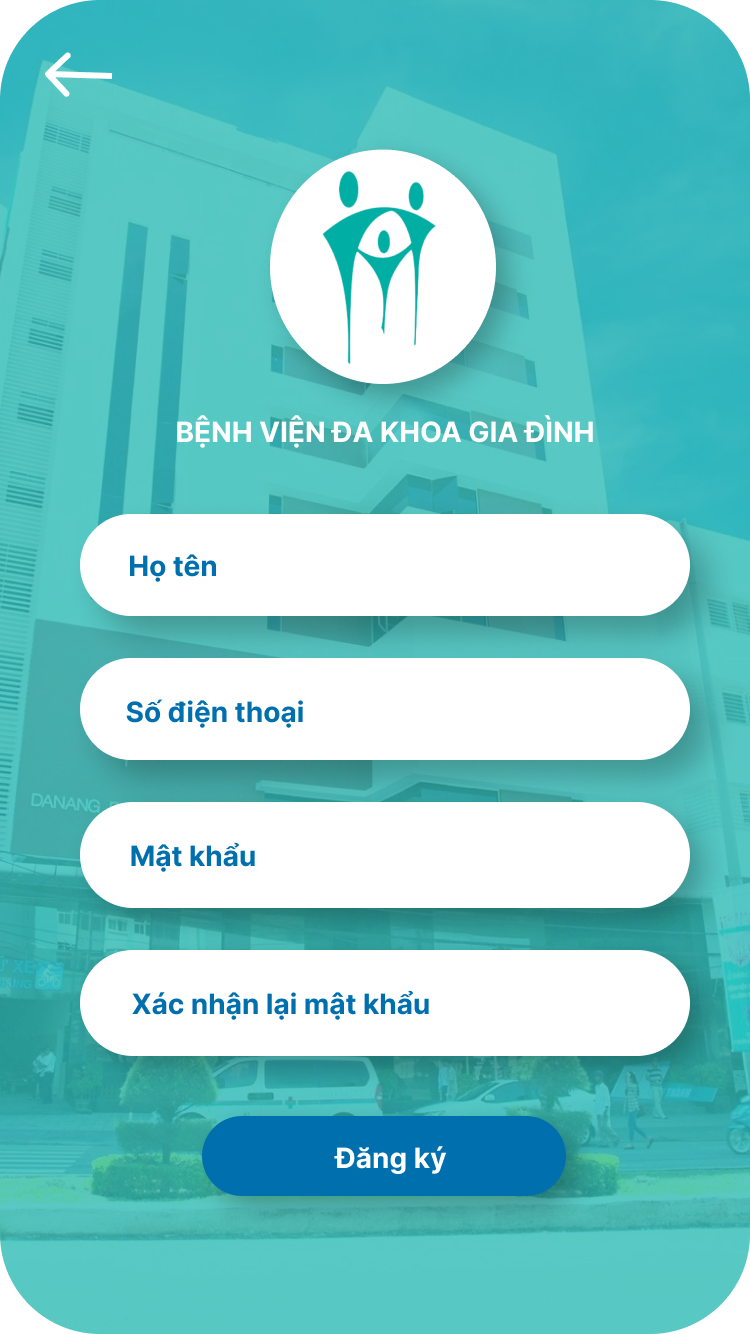 BỆNH VIỆN ĐA KHOA GIA ĐÌNH
Họ tên
Số điện thoại
DANANG
Mật khẩu
Xác nhận lại mật khẩu
Đăng ký